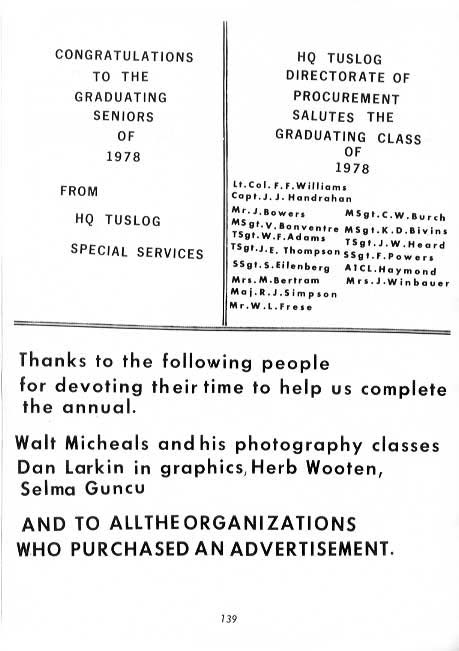 CONGRATULATIONS
TO THE
GRADUATING
SENIORS
OF
1978
FROM
HQ TUSLOG
SPECIAL SERVICES
HQ TUSLOG
DIRECTORATE OF
PROCUREMENT
SALUTES THE
GRADUATING CLASS
OF
1978
Lt.Col.F.F.Williams
Capt.J.J.Handrahan
Mr.J.Bowers MSgt.C.W.Burch
MSgt.V.Bonventre MSgt.K.D.Bivins
TSgt.W.F.Adams TSgt.J.W.Heard
TSgt.J.E.Thompson SSgt.F.Powers
SSgt.S.Eilenberg A1CL.Haymond
Mrs.M.Bertram Mrs.J.Winbauer
Maj.R.J.Simpson
Mr.W.L.Frese
Thanks to the following people
for devoting their time to help us complete
the annual.
Walt Micheals and his photography classes
Dan Larkin in graphics, Herb Wooten,
Selma Guncu
AND TO ALLTHEORGANIZATIONS
WHO PURCHASED AN ADVERTISEMENT.
139